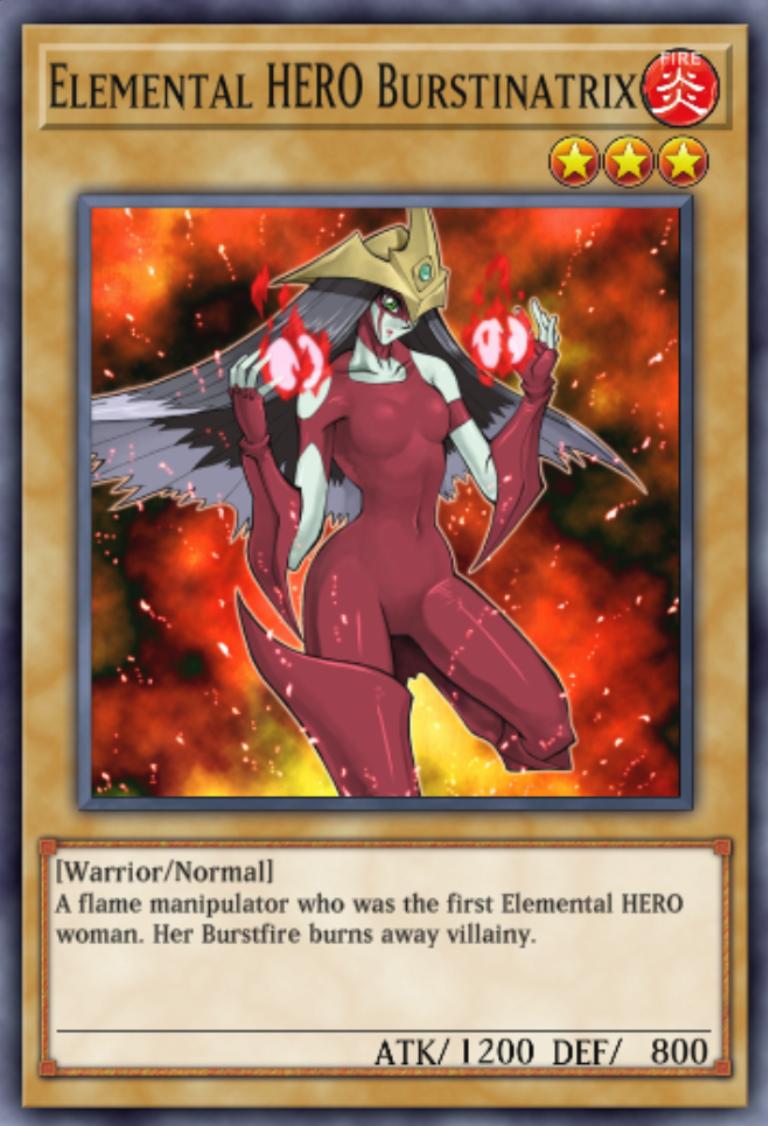 Elemental HERO Burstinatrix
FIRE
炎
[Warrior/Normal]
A flame manipulator who was the first Elemental HERO
woman. Her Burstfire burns away villainy.
ATK/ 1200 DEF/ 800